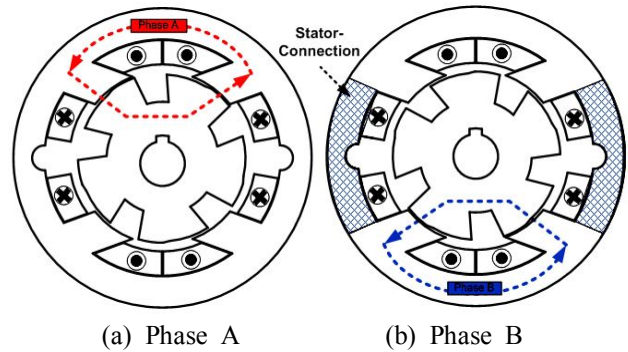 Phase A
Stator-
Connection
Phase B
(a) Phase A
(b) Phase B